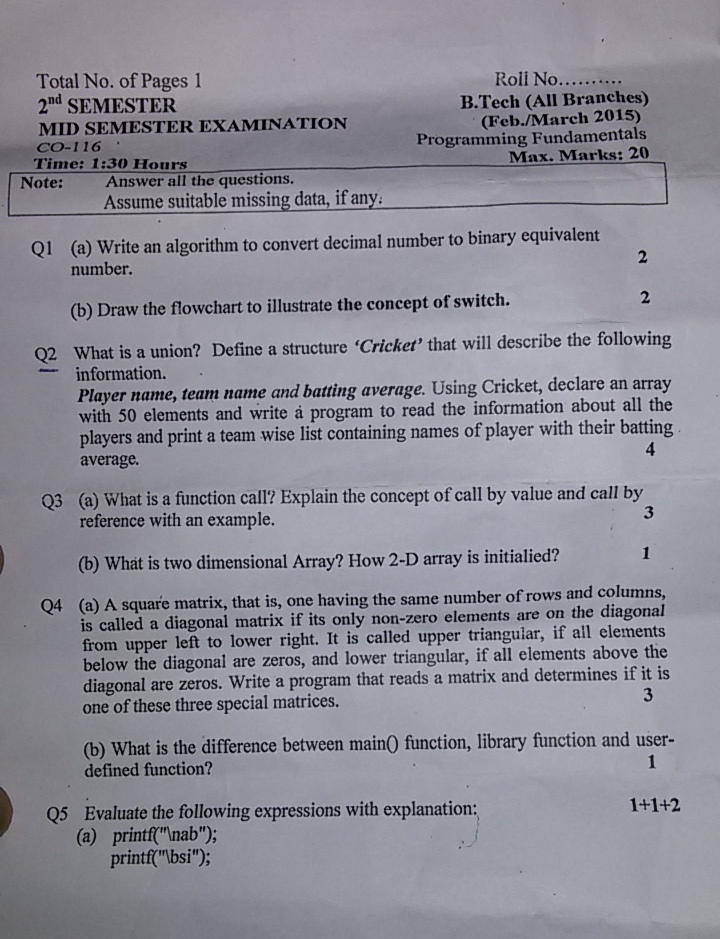 Total No. of Pages 1
Roll No..........
2nd SEMESTER
B.Tech (All Branches)
MID SEMESTER EXAMINATION
(Feb./March 2015)
CO-116
Programming Fundamentals
Time: 1:30 Hours
Max. Marks: 20
Note: Answer all the questions.
Assume suitable missing data, if any.
Q1 (a) Write an algorithm to convert decimal number to binary equivalent
number. 2
(b) Draw the flowchart to illustrate the concept of switch. 2
Q2 What is a union? Define a structure ‘Cricket’ that will describe the following
information.
Player name, team name and batting average. Using Cricket, declare an array
with 50 elements and write a program to read the information about all the
players and print a team wise list containing names of player with their batting
average. 4
Q3 (a) What is a function call? Explain the concept of call by value and call by
reference with an example. 3
(b) What is two dimensional Array? How 2-D array is initialied? 1
Q4 (a) A square matrix, that is, one having the same number of rows and columns,
is called a diagonal matrix if its only non-zero elements are on the diagonal
from upper left to lower right. It is called upper triangular, if all elements
below the diagonal are zeros, and lower triangular, if all elements above the
diagonal are zeros. Write a program that reads a matrix and determines if it is
one of these three special matrices. 3
(b) What is the difference between main() function, library function and user-
defined function? 1
Q5 Evaluate the following expressions with explanation: 1+1+2
(a) printf("\nab");
printf("\bsi");